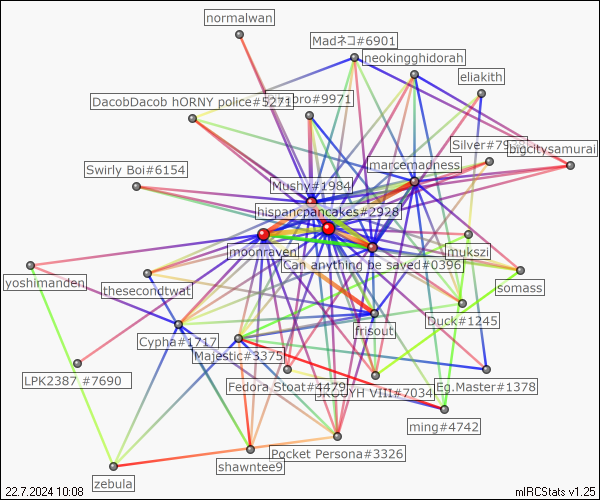 normalwan
Madネコ#6901
neokingghidorah
eliakith
DacobDacob hORNY police#5271
#9971
Silver#7
bigcitysamurai
marcemadness
Swirly Boi#6154
Mushy#1984
hispancpancakes#2928
moonraven
mukszi
Can anything be saved#0396
yoshimanden
thesecondtwat
somass
Duck#1245
Cypha#1717
frisout
Majestic#3375
LPK2387 #7690
Fedora Stoat#4479
VIII#7034
Eg.Master#1378
ming#4742
Pocket Persona#3326
shawntee9
zebula
22.7.2024 10:08
mIRCStats v1.25